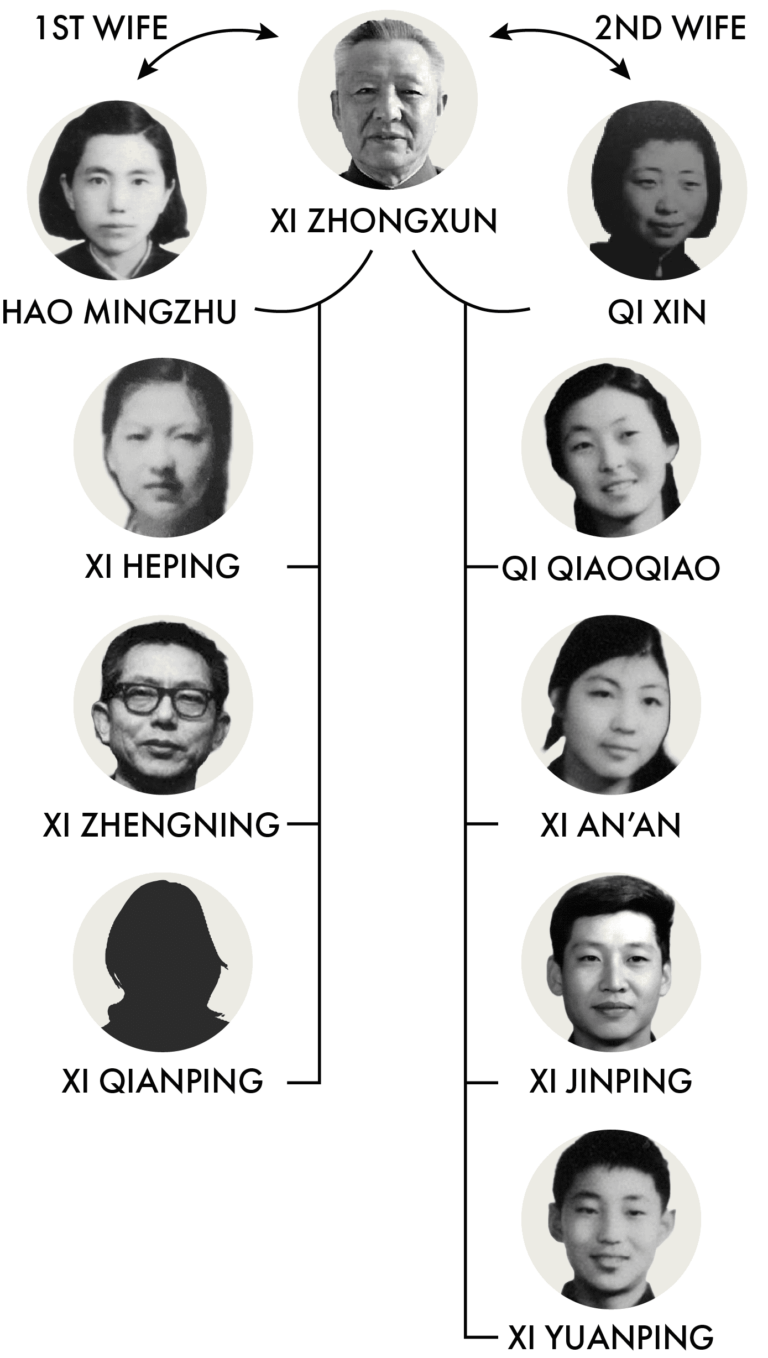 1ST WIFE
2ND WIFE
XI ZHONGXUN
HAO MINGZHU
QI XIN
XI HEPING
QI QIAOQIAO
XI ZHENGNING
XI AN’AN
XI QIANPING
XI JINPING
XI YUANPING